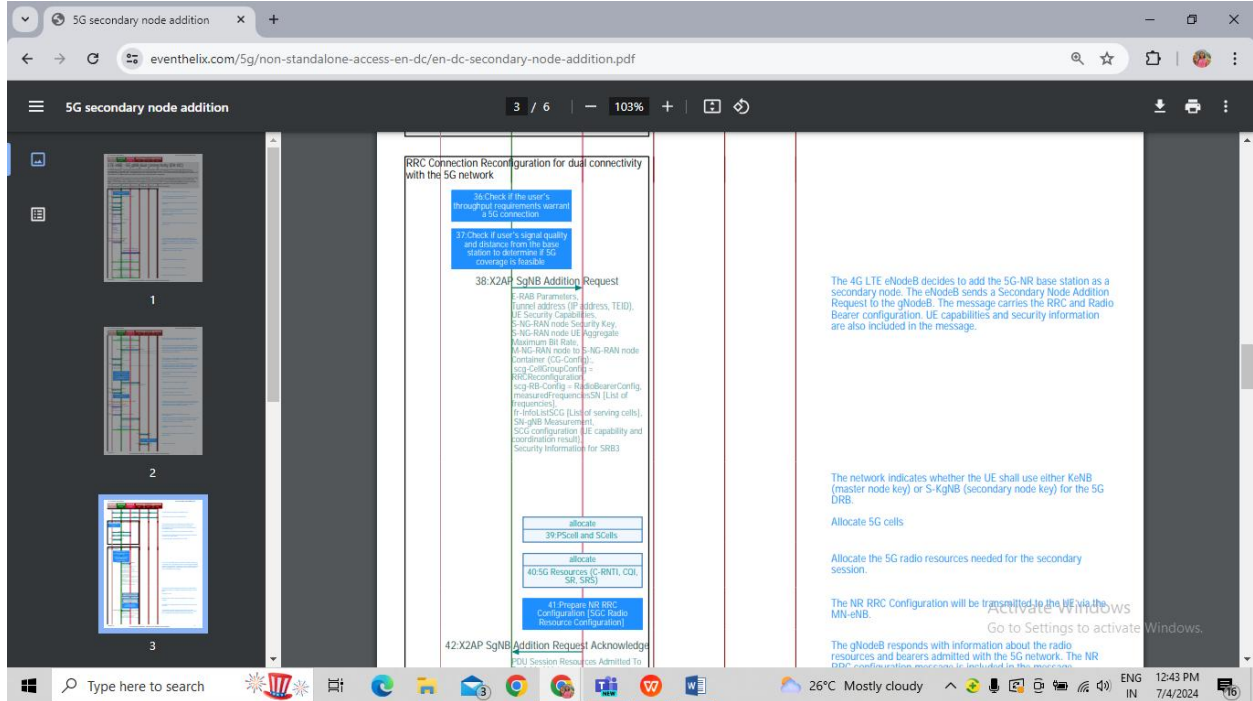 5G secondary node addition
eventhelix.com/5g/non-standalone-access-en-dc/en-dc-secondary-node-addition.pdf
5G secondary node addition
3 / 6
103%
1
2
3
RRC Connection Reconfiguration for dual connectivity
with the 5G network
36:Check if the user's
throughput requirements warrant
a 5G connection
37:Check if user's signal quality
and distance from the base
station to determine if 5G
coverage is feasible
38:X2AP SgNB Addition Request
E-RAB Parameters,
Tunnel address (IP address, TEID),
UE Security Capabilities,
S-NG-RAN node Security Key,
S-NG-RAN node UE Aggregate
Maximum Bit Rate,
M-NG-RAN node to S-NG-RAN node
Container (CG-Config):,
scg-CellGroupConfig =
RRCReconfiguration,
scg-RB-Config = RadioBearerConfig,
measuredFrequenciesSN [List of
frequencies],
fr-InfoListSCG [List of serving cells],
SN-gNB Measurement,
SCG configuration (UE capability and
coordination result),
Security Information for SRB3
The 4G LTE eNodeB decides to add the 5G-NR base station as a
secondary node. The eNodeB sends a Secondary Node Addition
Request to the gNodeB. The message carries the RRC and Radio
Bearer configuration. UE capabilities and security information
are also included in the message.
The network indicates whether the UE shall use either KeNB
(master node key) or S-KgNB (secondary node key) for the 5G
DRB.
allocate
39:PScell and SCells
Allocate 5G cells
allocate
40:5G Resources (C-RNTI, CQI,
SR, SRS)
Allocate the 5G radio resources needed for the secondary
session.
41:Prepare NR RRC
Configuration [SGC Radio
Resource Configuration]
The NR RRC Configuration will be transmitted to the UE via the
MN-eNB.
Activate Windows
Go to Settings to activate Windows.
42:X2AP SgNB Addition Request Acknowledge
PDU Session Resources Admitted To
The gNodeB responds with information about the radio
resources and bearers admitted with the 5G network. The NR
RRC configuration message is included in the message
Type here to search
3
NEW
W
26°C Mostly cloudy
ENG
IN
12:43 PM
7/4/2024
16